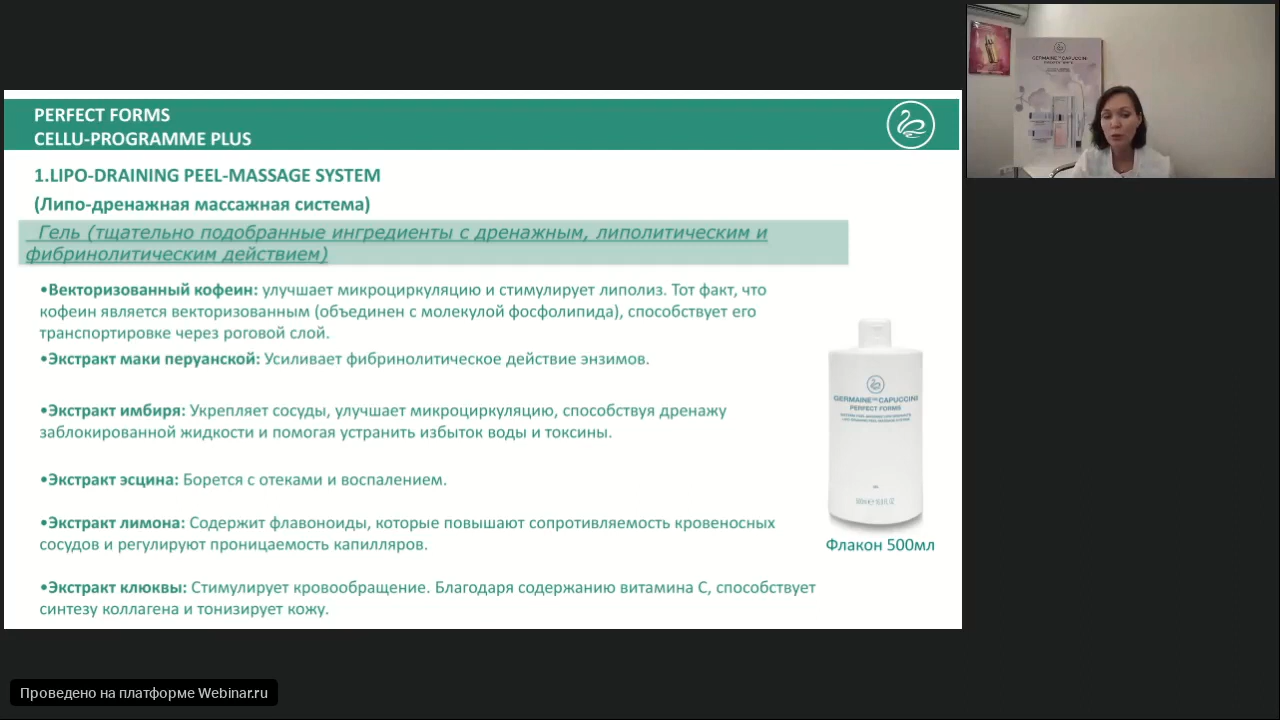 PERFECT FORMS
CELLU-PROGRAMME PLUS
1.LIPO-DRAINING PEEL-MASSAGE SYSTEM
(Липо-дренажная массажная система)
Гель (тщательно подобранные ингредиенты с дренажным, липолитическим и
фибринолитическим действием)
•Векторизованный кофеин: улучшает микроциркуляцию и стимулирует липолиз. Тот факт, что
кофеин является векторизованным (объединен с молекулой фосфолипида), способствует его
транспортировке через роговой слой.
•Экстракт маки перуанской: Усиливает фибринолитическое действие энзимов.
•Экстракт имбиря: Укрепляет сосуды, улучшает микроциркуляцию, способствуя дренажу
заблокированной жидкости и помогая устранить избыток воды и токсины.
•Экстракт эсцина: Борется с отеками и воспалением.
•Экстракт лимона: Содержит флавоноиды, которые повышают сопротивляемость кровеносных
сосудов и регулируют проницаемость капилляров.
•Экстракт клюквы: Стимулирует кровообращение. Благодаря содержанию витамина С, способствует
синтезу коллагена и тонизирует кожу.
GERMAINE DE CAPUCCINI
PERFECT FORMS
Флакон 500мл
GERMAINE DE CAPUCCINI
Проведено на платформе Webinar.ru